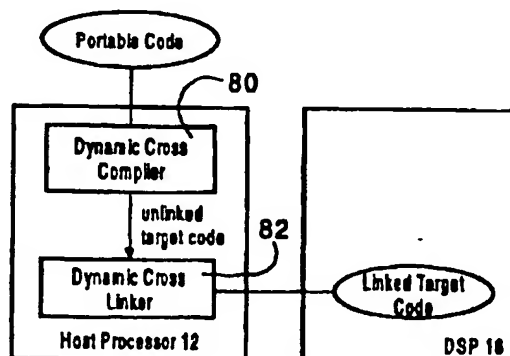 Portable Code
80
Dynamic Cross
Compiler
unlinked
target code
82
Dynamic Cross
Linker
Linked Target
Code
Host Processor 12
DSP 16